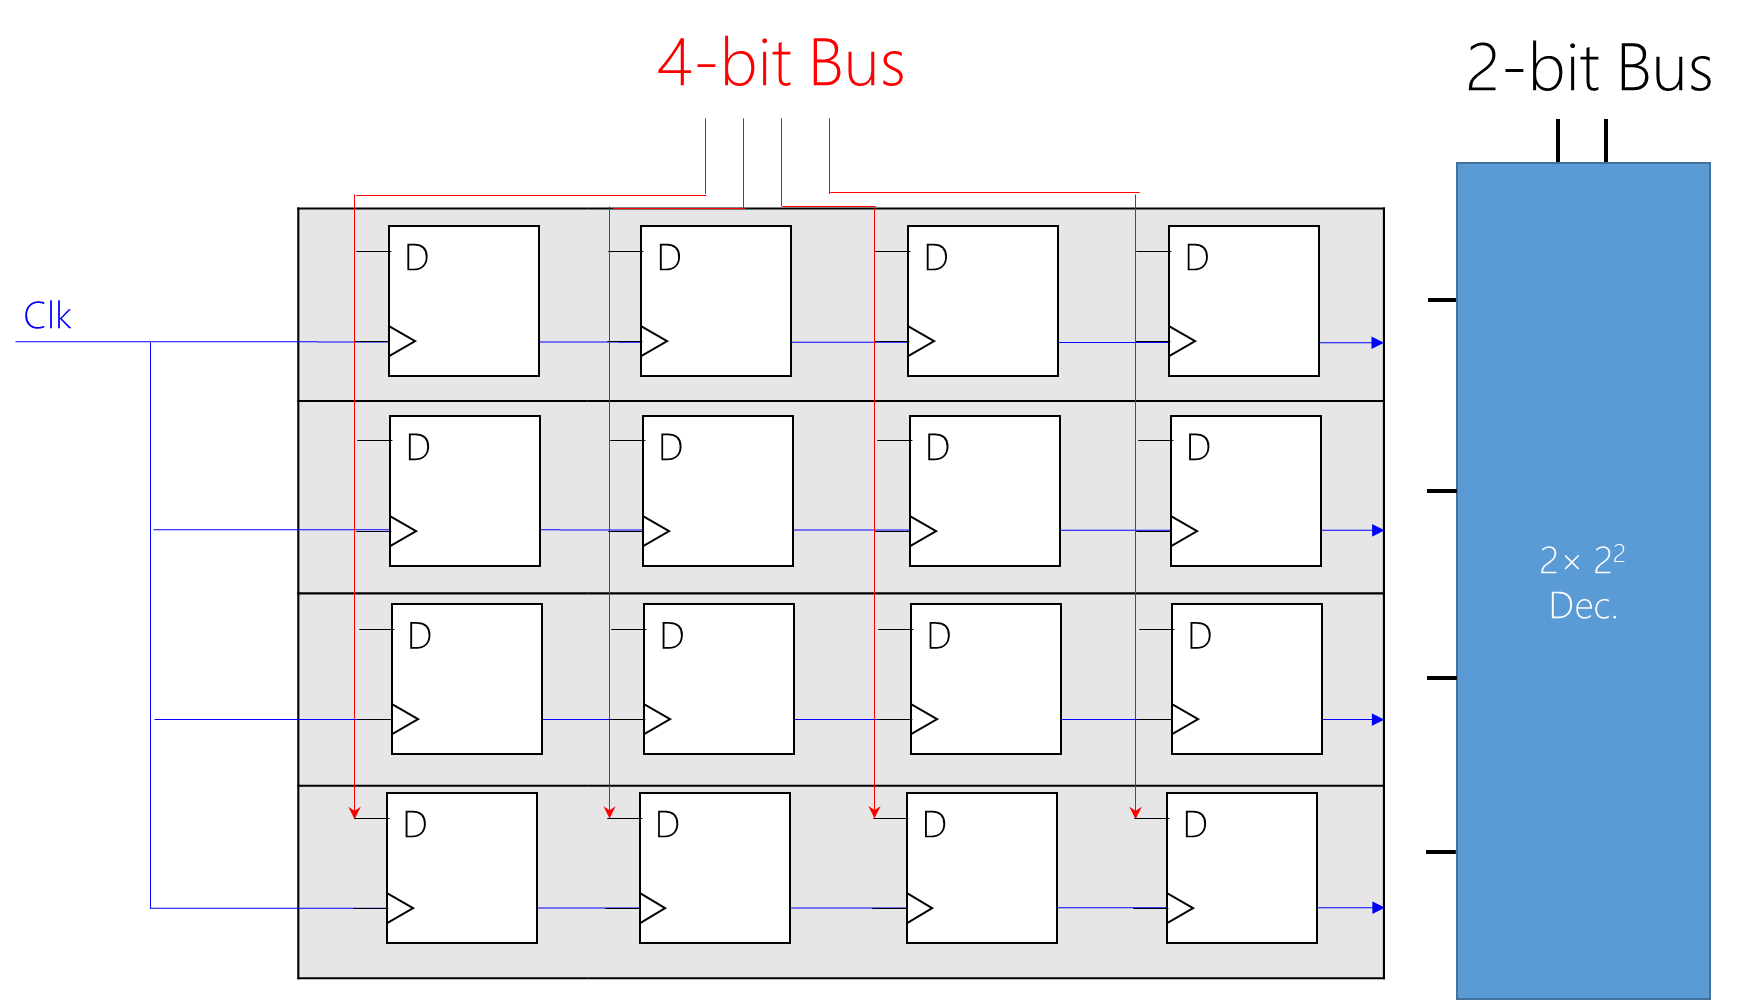 4-bit Bus
2-bit Bus
Clk
D D D D
D D D D
D D D D
D D D D
2× 2²
Dec.